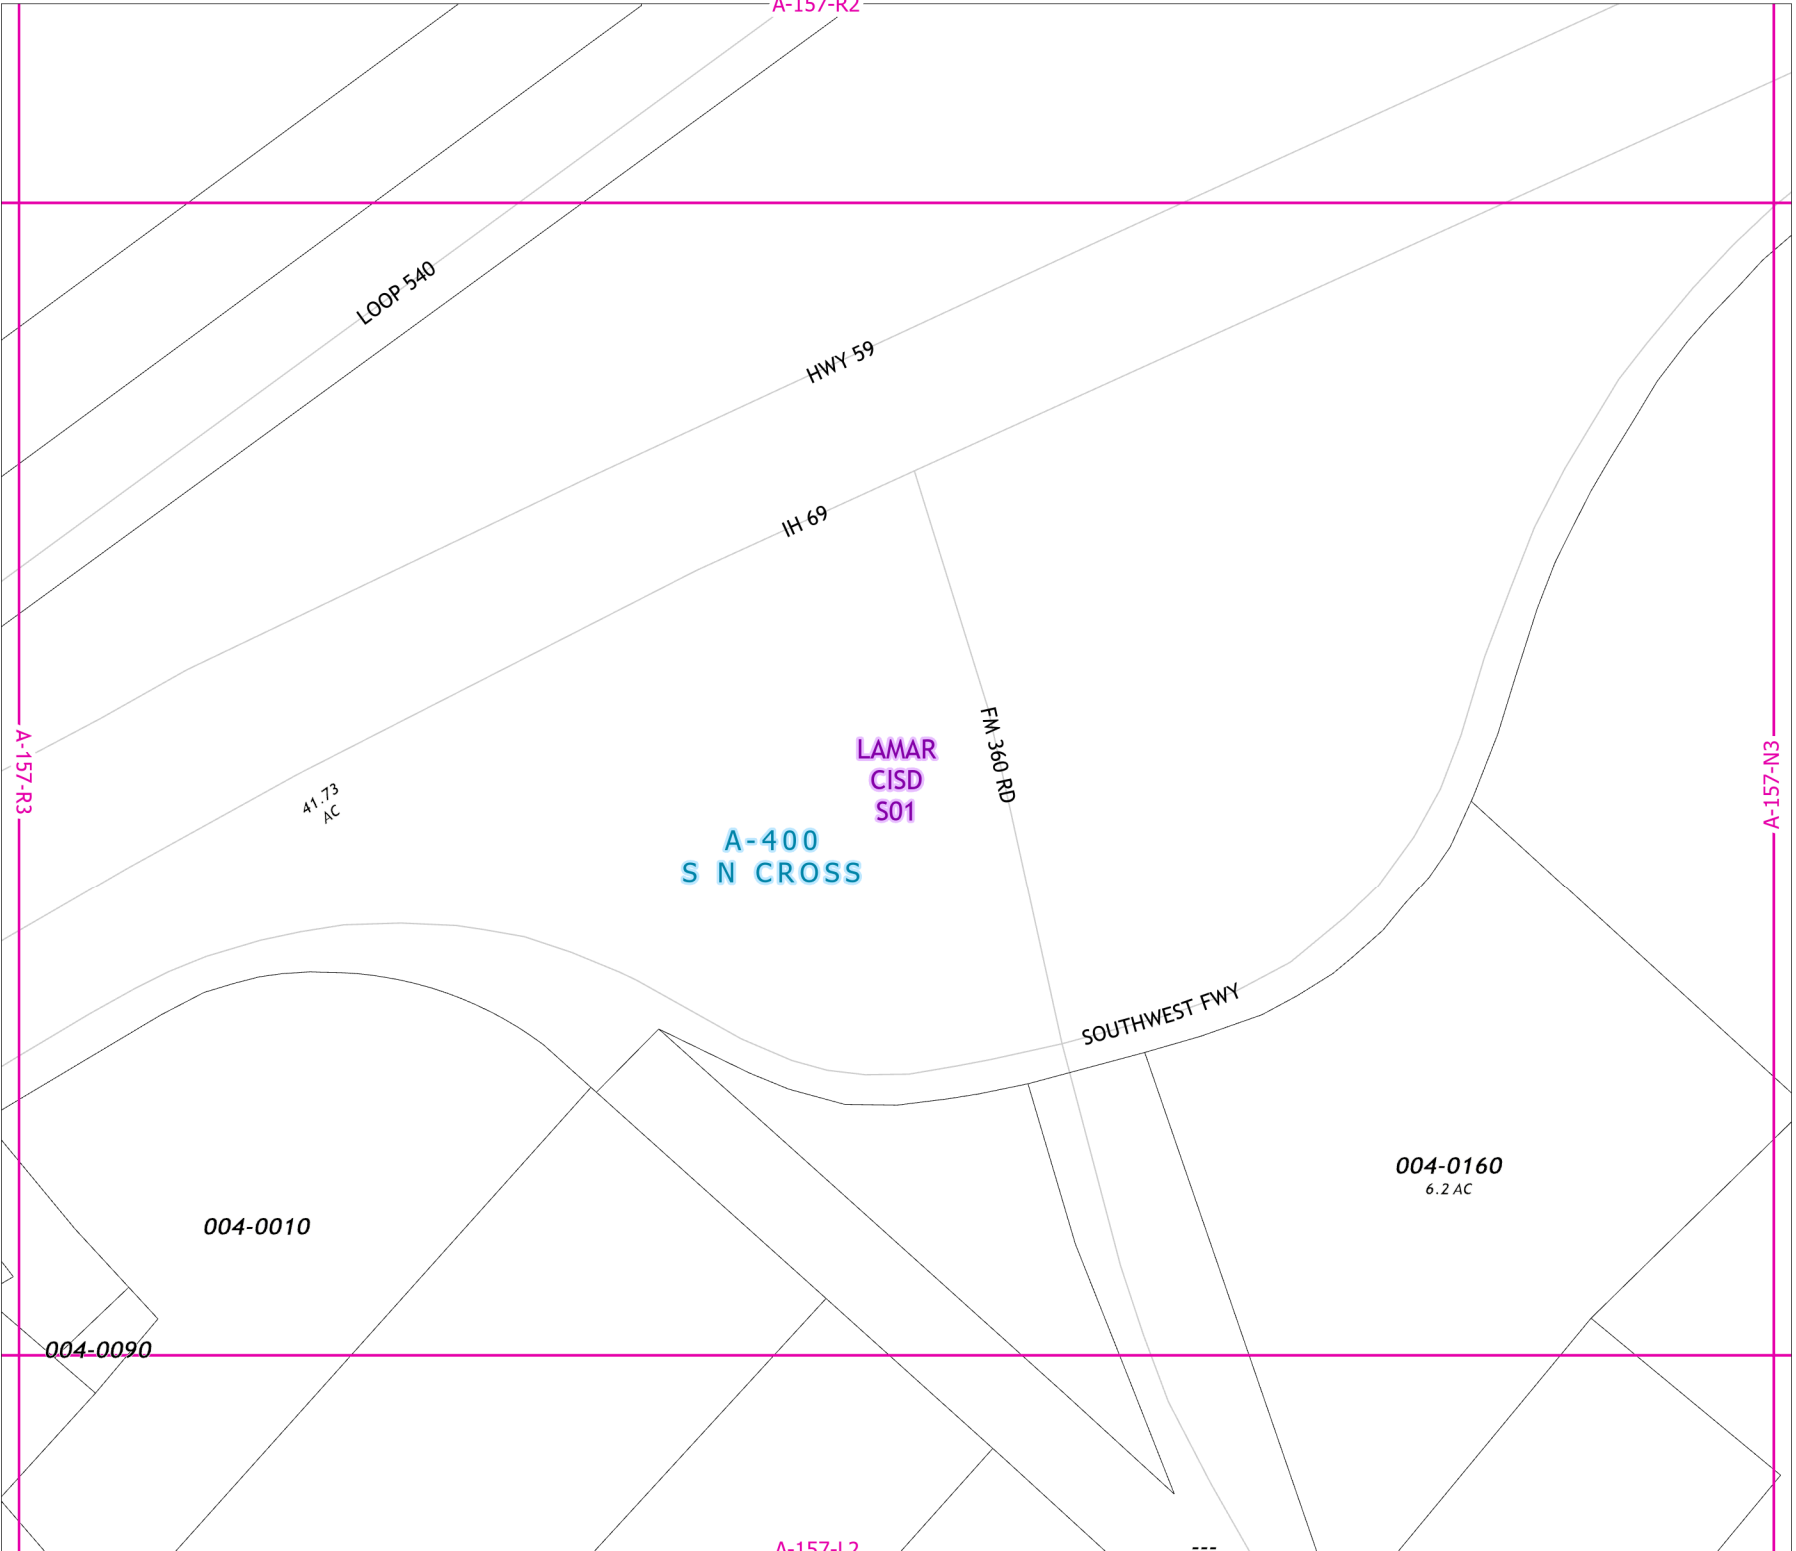 A-157-R2
LOOP 540
HWY 59
IH 69
FM 360 RD
LAMAR
CISD
S01
A-157-R3
A-157-N3
41.73
AC
A-400
S N CROSS
SOUTHWEST FWY
004-0160
6.2 AC
004-0010
004-0090
A-157-L2
---